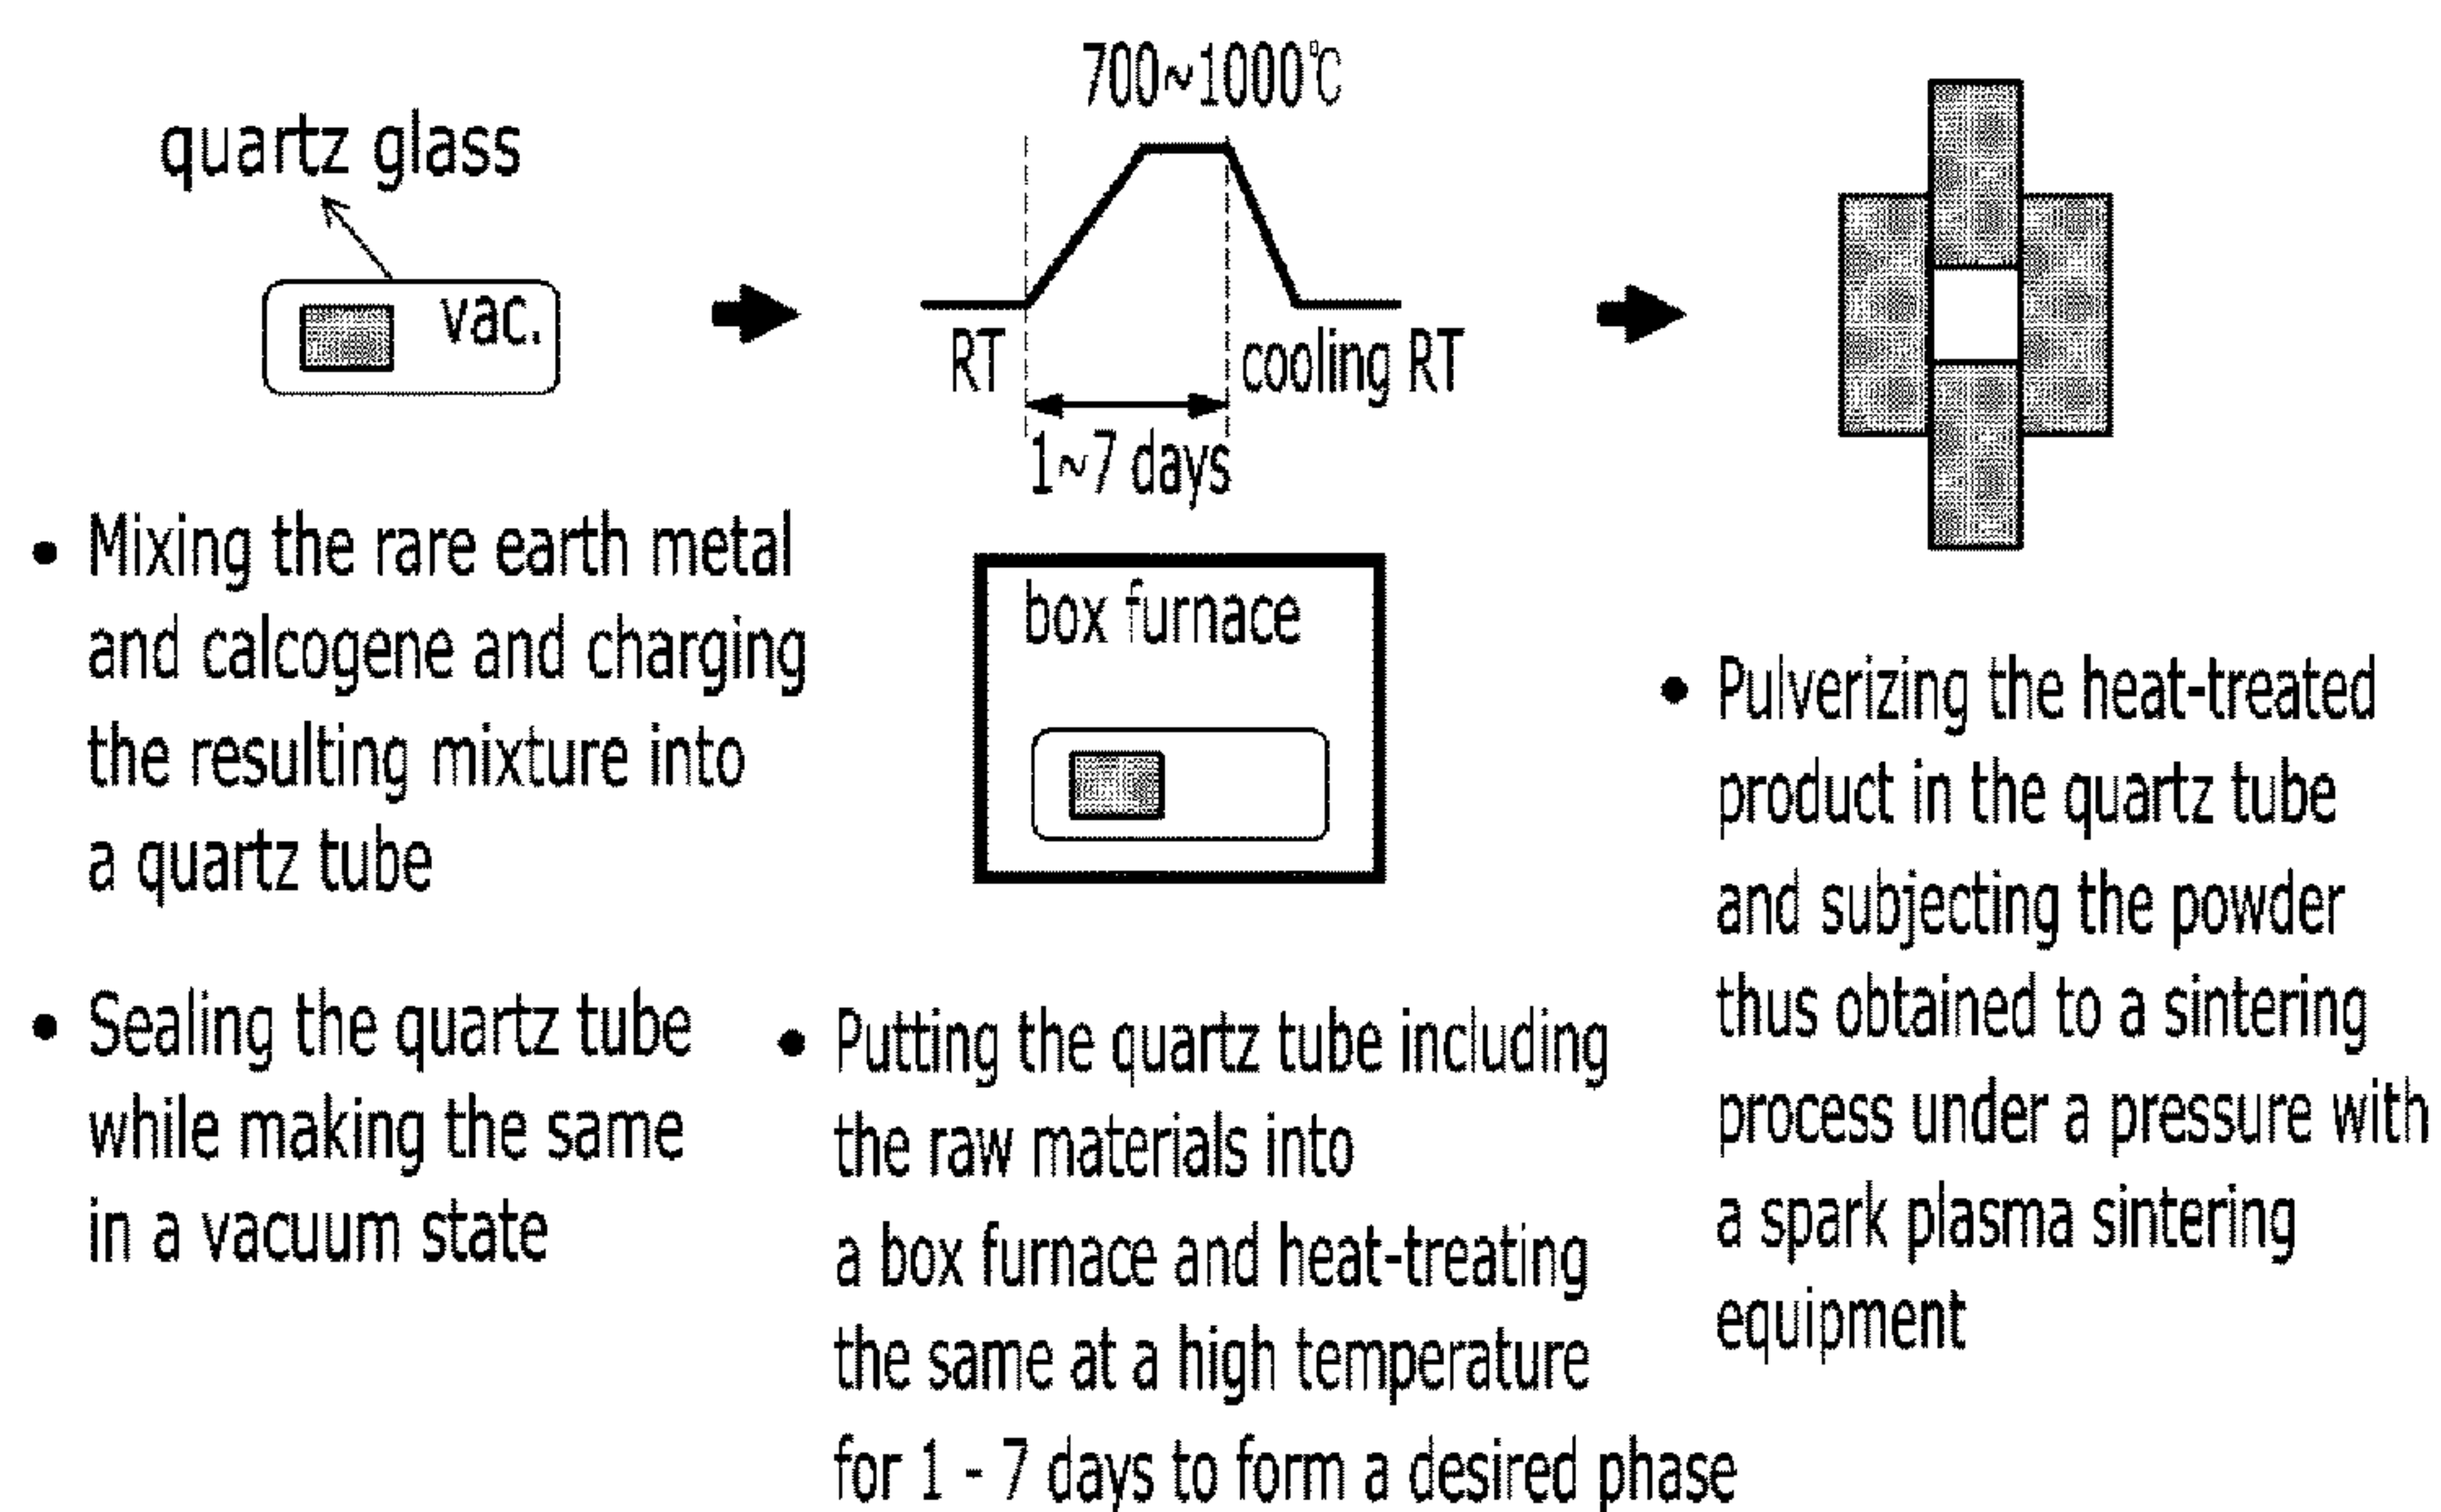 quartz glass
vac.
• Mixing the rare earth metal
and calcogene and charging
the resulting mixture into
a quartz tube
• Sealing the quartz tube
while making the same
in a vacuum state
700~1000℃
RT
cooling RT
1~7 days
box furnace
• Putting the quartz tube including
the raw materials into
a box furnace and heat-treating
the same at a high temperature
for 1 - 7 days to form a desired phase
• Pulverizing the heat-treated
product in the quartz tube
and subjecting the powder
thus obtained to a sintering
process under a pressure with
a spark plasma sintering
equipment